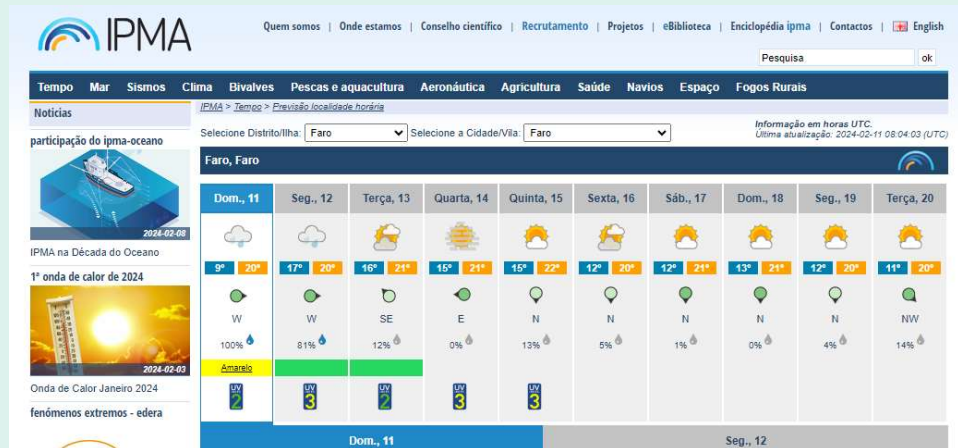 IPMA
Quem somos | Onde estamos | Conselho científico | Recrutamento | Projetos | eBiblioteca | Enciclopédia ipma | Contactos | English
Pesquisa ok
Tempo Mar Sismos Clima Bivalves Pescas e aquacultura Aeronáutica Agricultura Saúde Navios Espaço Fogos Rurais
Noticias
participação do ipma-oceano
2024-02-08
IPMA na Década do Oceano
1ª onda de calor de 2024
2024-02-03
Onda de Calor Janeiro 2024
fenómenos extremos - edera
IPMA > Tempo > Previsão localidade horária
Selecione Distrito/Ilha: Faro Selecione a Cidade/Vila: Faro
Informação em horas UTC.
Última atualização: 2024-02-11 08:04:03 (UTC)
Faro, Faro
Dom., 11 Seg., 12 Terça, 13 Quarta, 14 Quinta, 15 Sexta, 16 Sáb., 17 Dom., 18 Seg., 19 Terça, 20
9° 20° 17° 20° 16° 21° 15° 21° 15° 22° 12° 20° 12° 21° 13° 21° 12° 20° 11° 20°
W W SE E N N N N N NW
100% 81% 12% 0% 13% 5% 1% 0% 4% 14%
Amarelo
UV UV UV UV UV
2 3 2 3 3
Dom., 11 Seg., 12